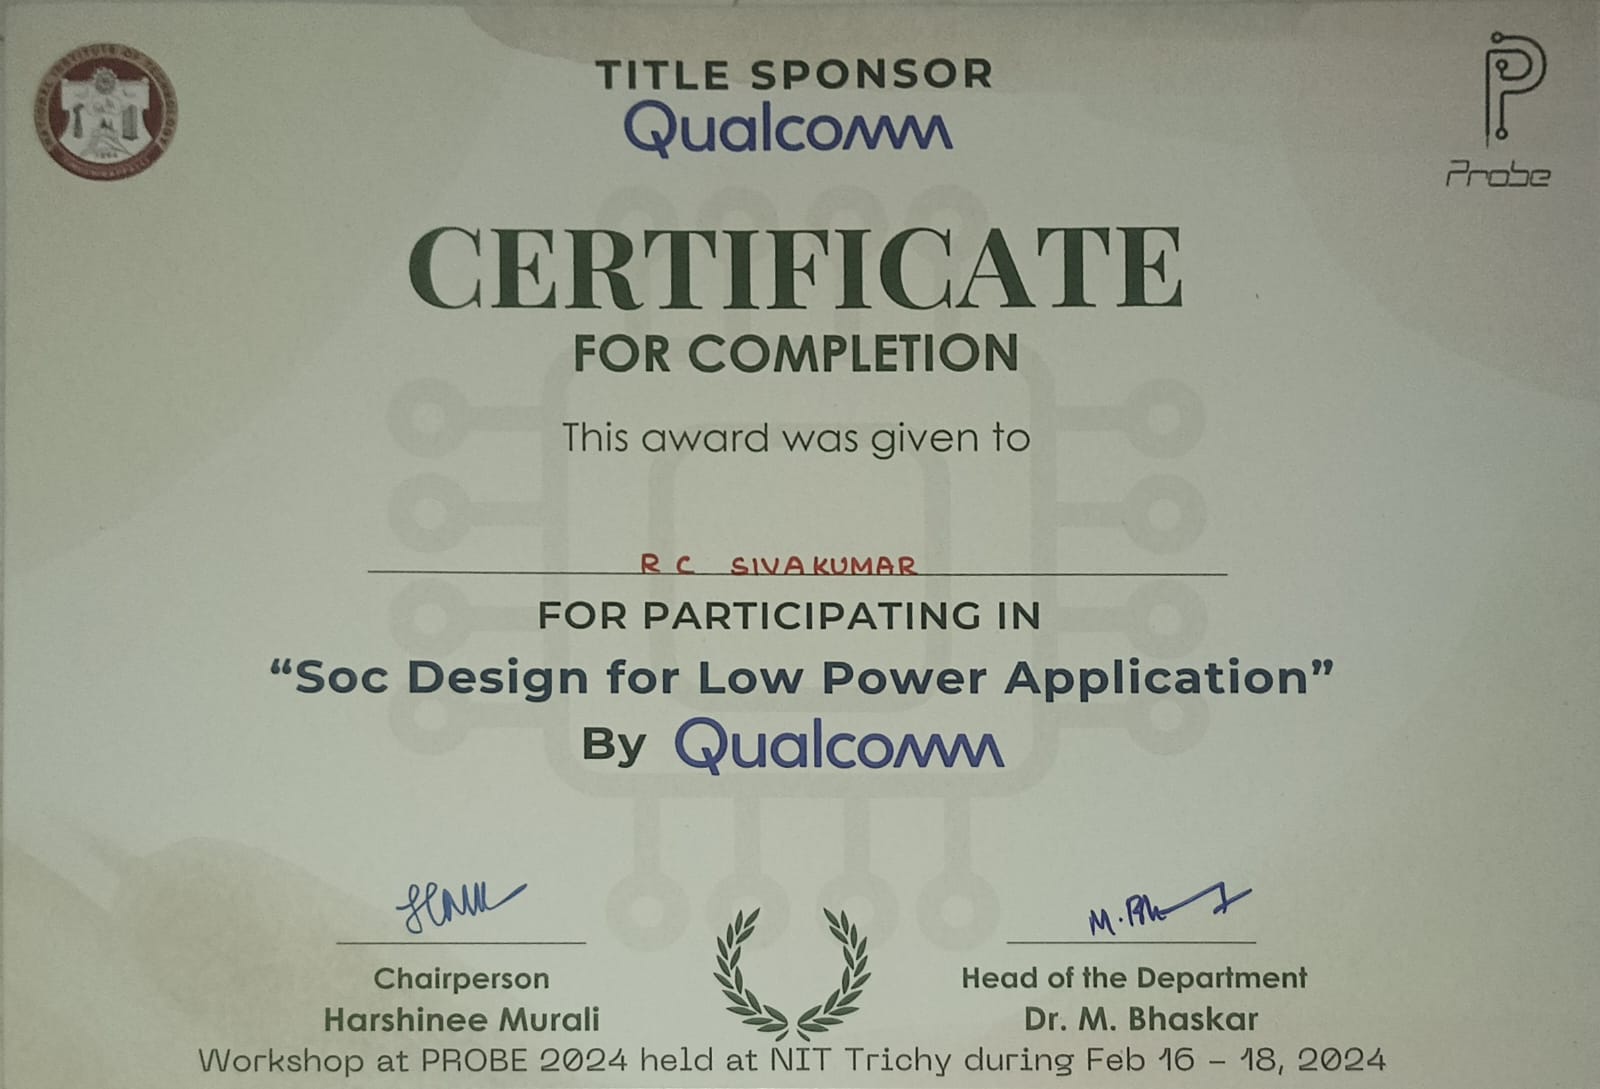 TITLE SPONSOR
Qualcomm
Probe
CERTIFICATE
FOR COMPLETION
This award was given to
R C SIVAKUMAR
FOR PARTICIPATING IN
“Soc Design for Low Power Application”
By Qualcomm
Chairperson
Harshinee Murali
Head of the Department
Dr. M. Bhaskar
Workshop at PROBE 2024 held at NIT Trichy during Feb 16 – 18, 2024